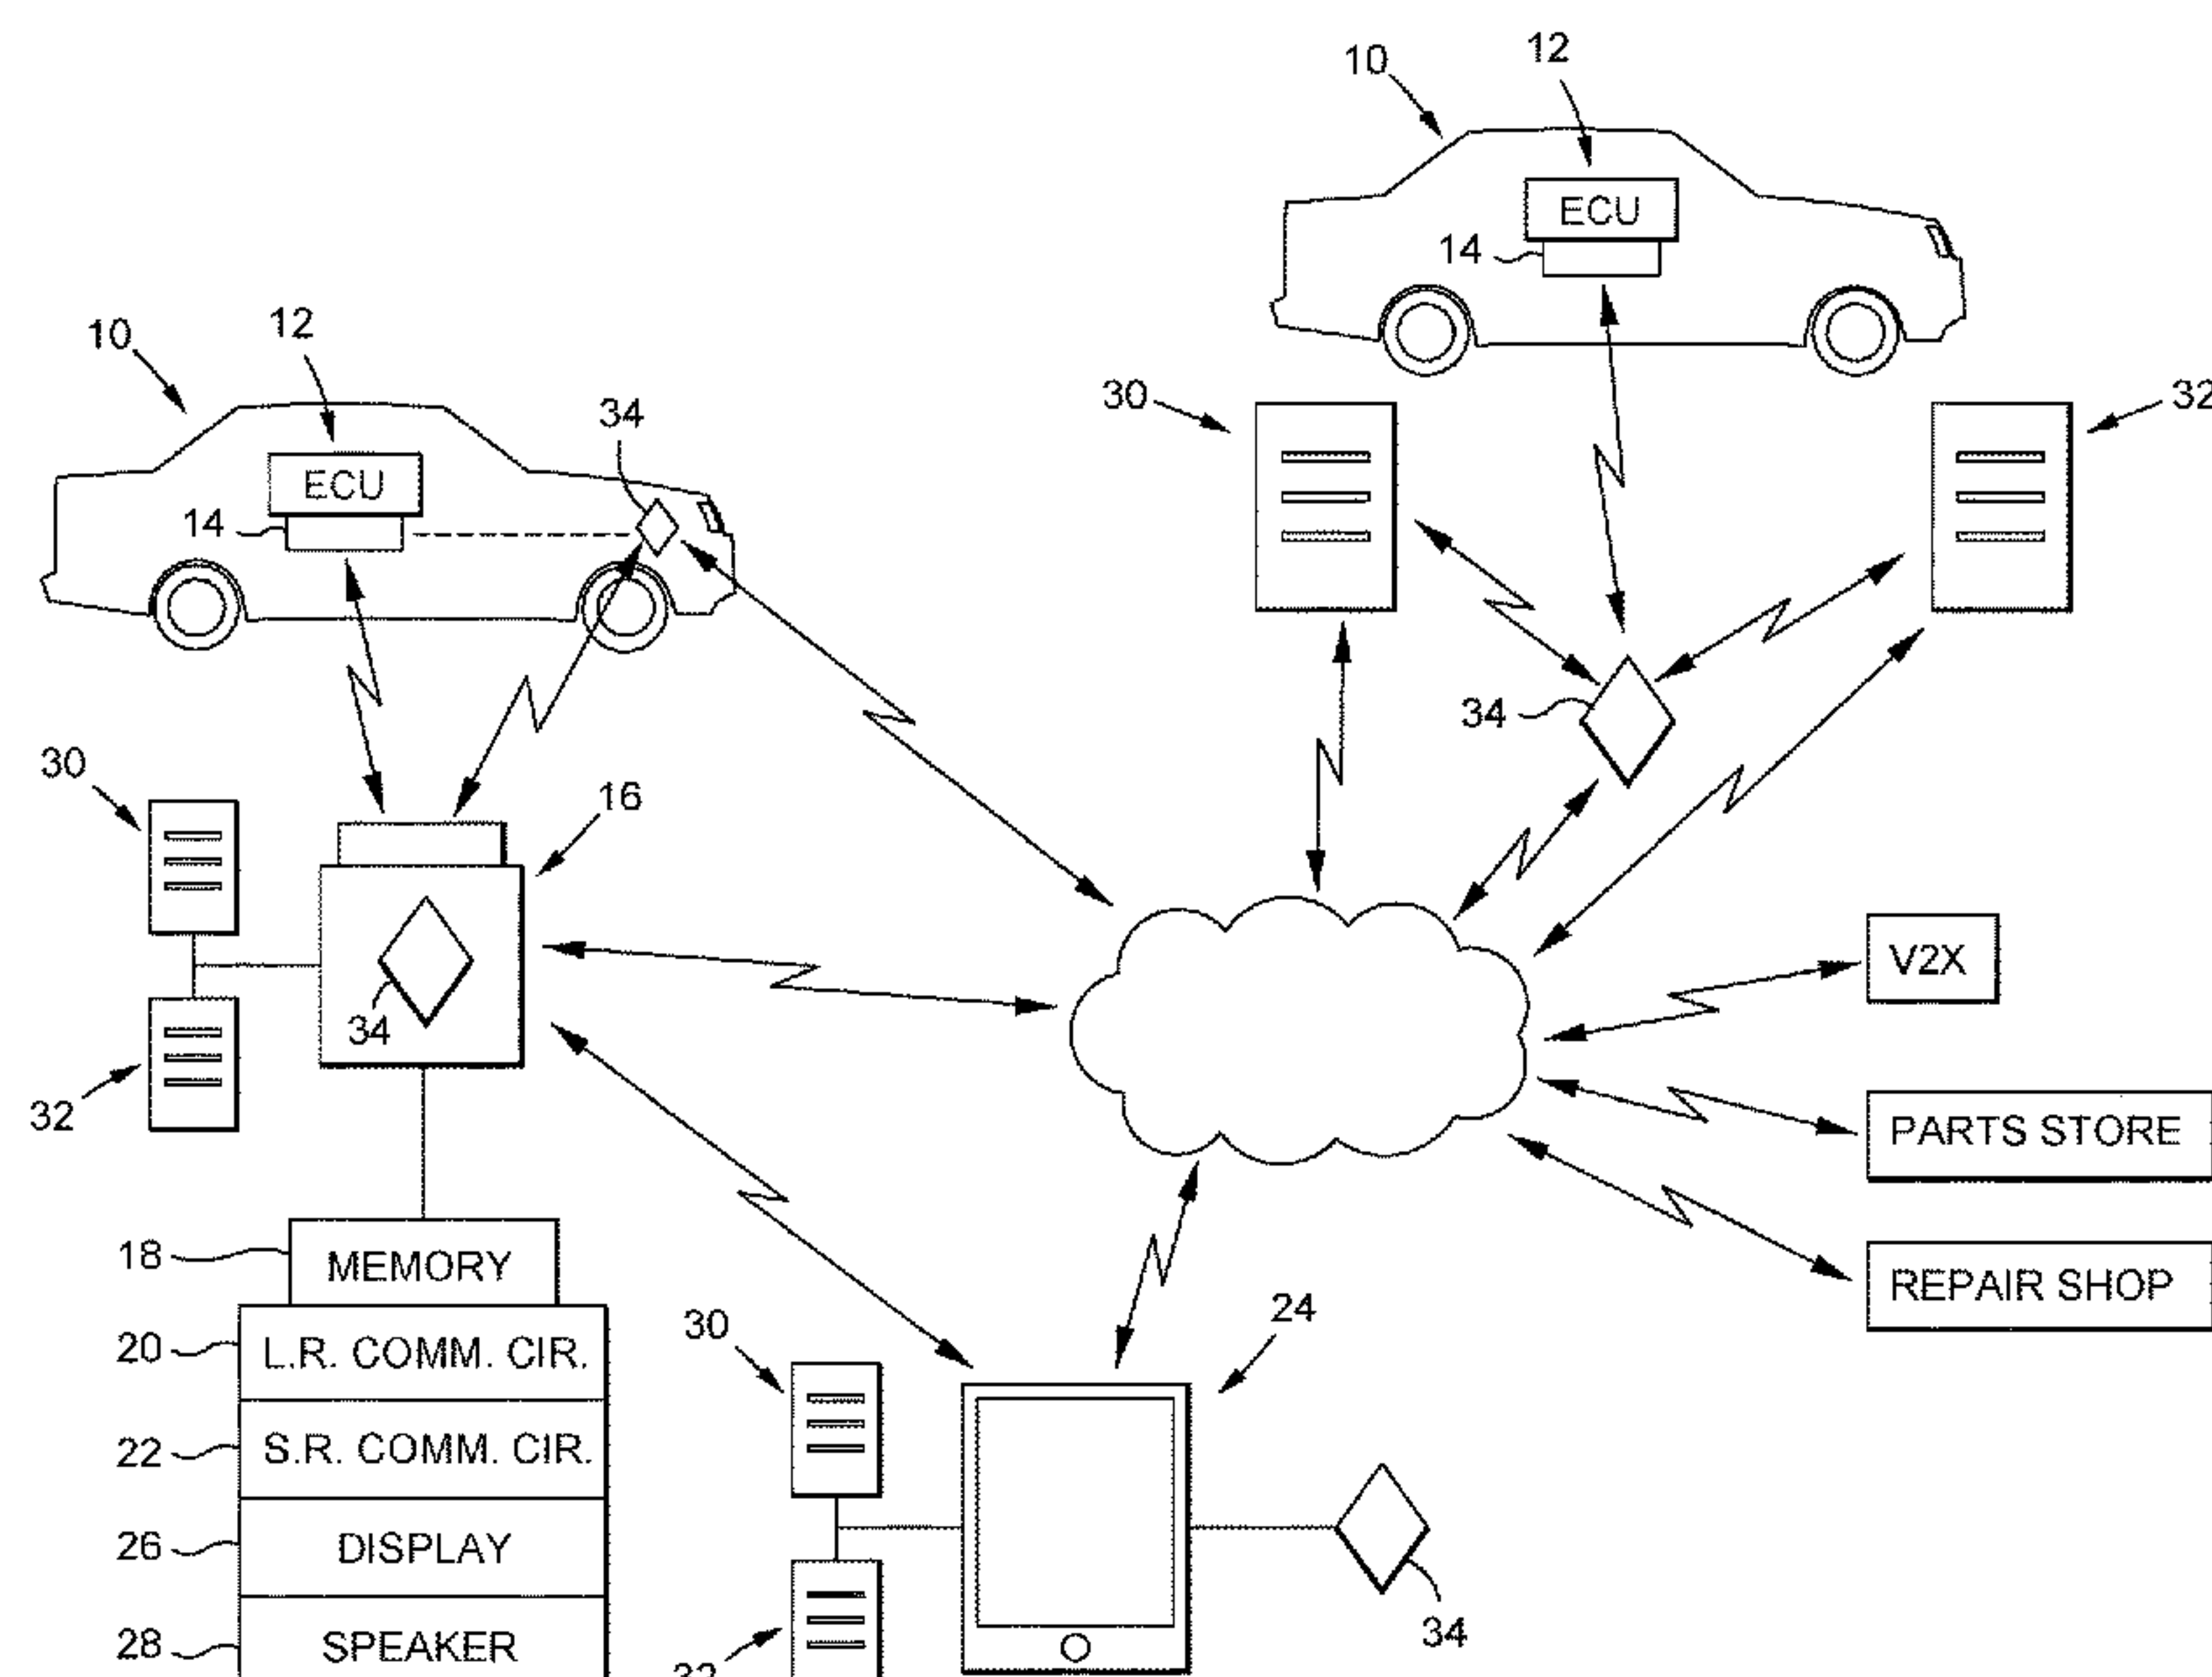 10
12
ECU
14
10
12
34
ECU
14
30
32
34
30
16
34
32
V2X
PARTS STORE
REPAIR SHOP
18 MEMORY
20 L.R. COMM. CIR.
22 S.R. COMM. CIR.
26 DISPLAY
28 SPEAKER
30
24
34
32